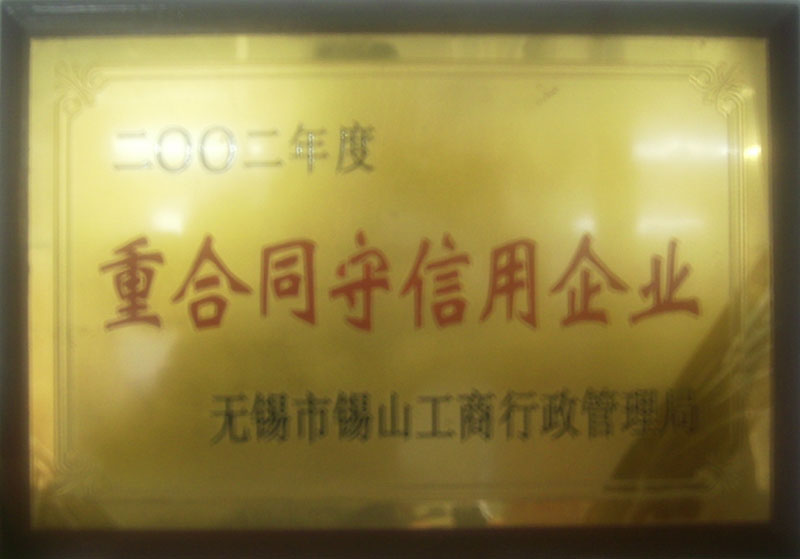 二〇〇二年度
重合同守信用企业
无锡市锡山工商行政管理局